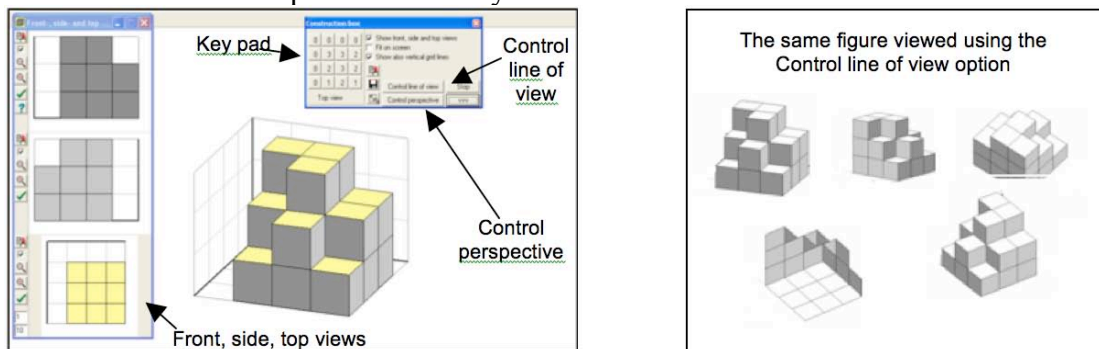 Front-, side- and top ...
Key pad
Construction box
0 0 0 0
0 3 3 2
0 2 3 2
0 1 2 1
Top view
Show front, side and top views
Fit on screen
Show also vertical grid lines
Control line of view
Stop
Control perspective
<<<
Control
line of
view
Control
perspective
Front, side, top views
The same figure viewed using the
Control line of view option